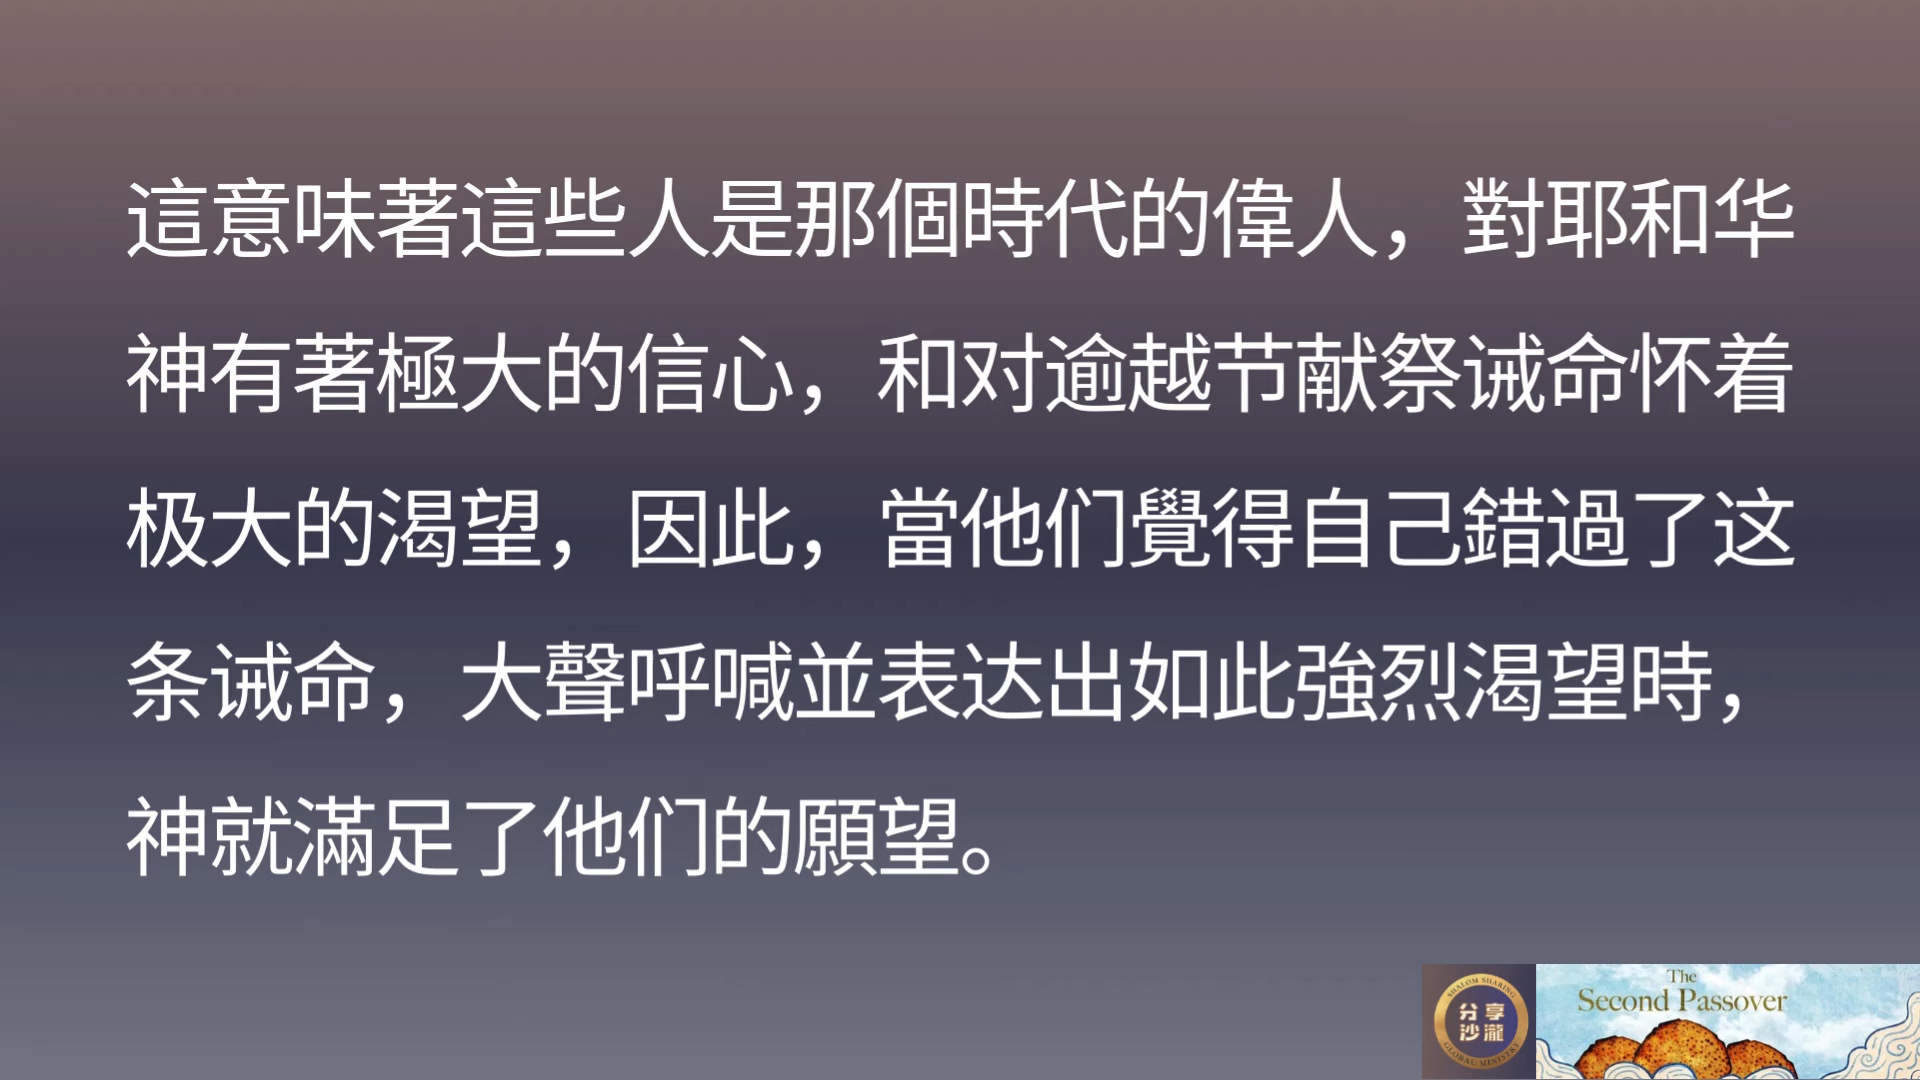 這意味著這些人是那個時代的偉人，對耶和华
神有著極大的信心，和对逾越节献祭诫命怀着
极大的渴望，因此，當他们覺得自己錯過了这
条诫命，大聲呼喊並表达出如此強烈渴望時，
神就滿足了他们的願望。
SHALOM SHARING
分享
沙瀧
GLOBAL MINISTRY
The
Second Passover